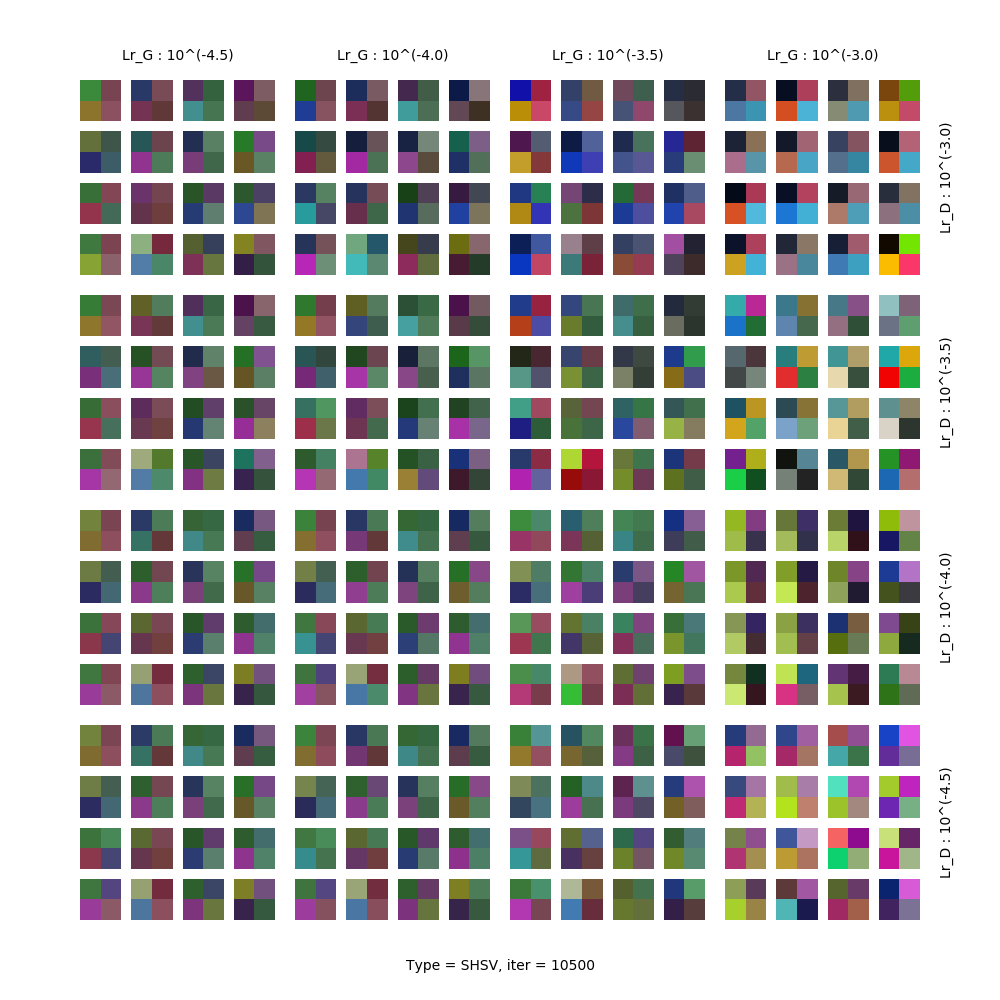 Lr_G : 10^(-4.5)
Lr_G : 10^(-4.0)
Lr_G : 10^(-3.5)
Lr_G : 10^(-3.0)
Lr_D : 10^(-3.0)
Lr_D : 10^(-3.5)
Lr_D : 10^(-4.0)
Lr_D : 10^(-4.5)
Type = SHSV, iter = 10500